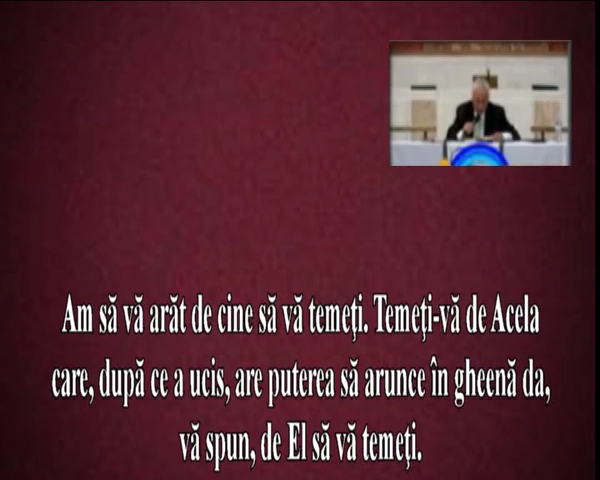 Am să vă arăt de cine să vă temeţi. Temeţi-vă de Acela
care, după ce a ucis, are puterea să arunce în gheenă da,
vă spun, de El să vă temeţi.